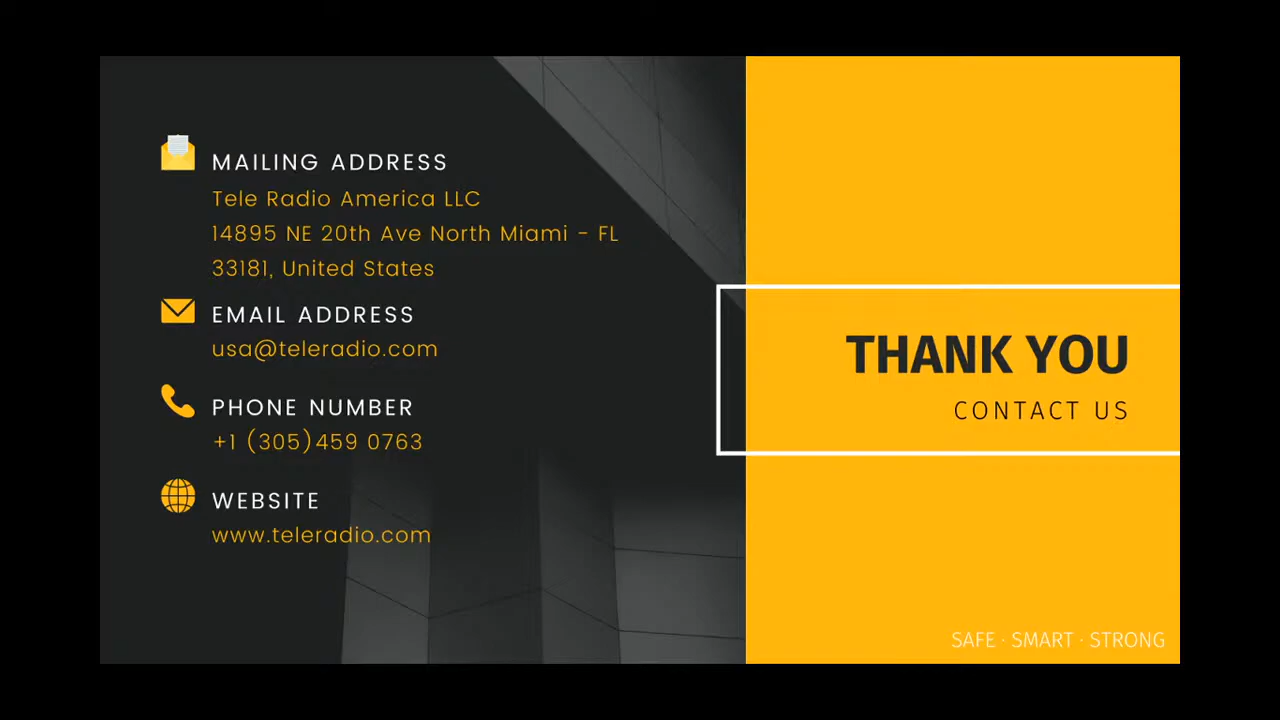 MAILING ADDRESS
Tele Radio America LLC
14895 NE 20th Ave North Miami - FL
33181, United States
EMAIL ADDRESS
usa@teleradio.com
PHONE NUMBER
+1 (305)459 0763
WEBSITE
www.teleradio.com
THANK YOU
CONTACT US
SAFE · SMART · STRONG